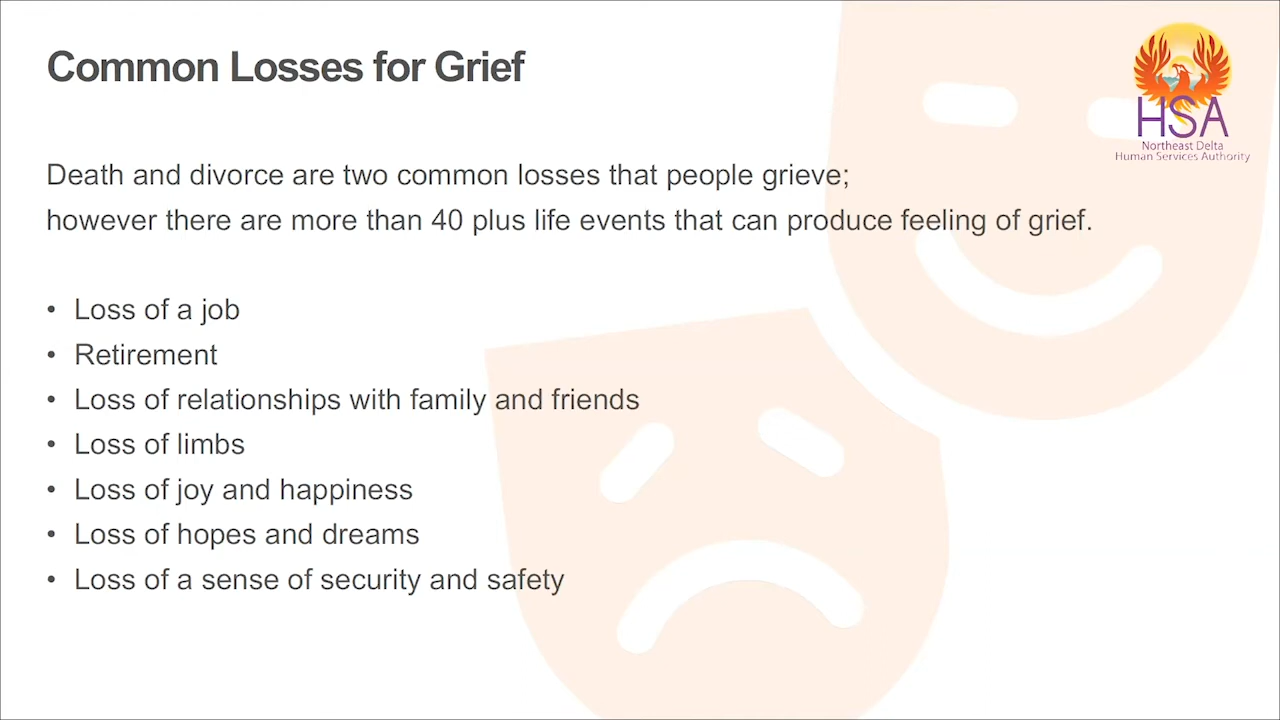 Common Losses for Grief
HSA
Northeast Delta
Human Services Authority
Death and divorce are two common losses that people grieve;
however there are more than 40 plus life events that can produce feeling of grief.
• Loss of a job
• Retirement
• Loss of relationships with family and friends
• Loss of limbs
• Loss of joy and happiness
• Loss of hopes and dreams
• Loss of a sense of security and safety